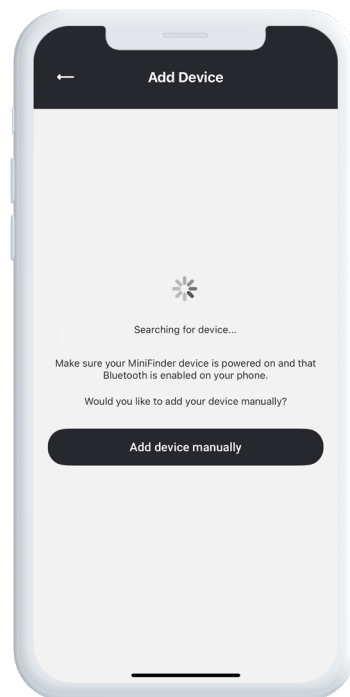 Add Device
Searching for device...
Make sure your MiniFinder device is powered on and that
Bluetooth is enabled on your phone.
Would you like to add your device manually?
Add device manually